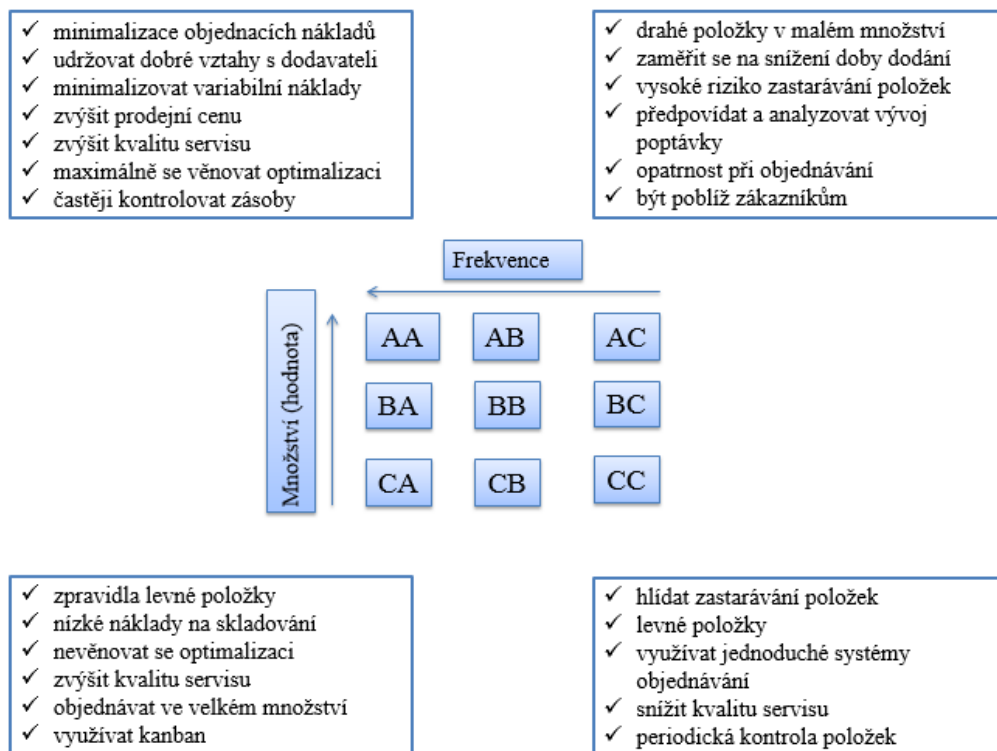 ✓ minimalizace objednacích nákladů
✓ udržovat dobré vztahy s dodavateli
✓ minimalizovat variabilní náklady
✓ zvýšit prodejní cenu
✓ zvýšit kvalitu servisu
✓ maximálně se věnovat optimalizaci
✓ častěji kontrolovat zásoby
✓ drahé položky v malém množství
✓ zaměřit se na snížení doby dodání
✓ vysoké riziko zastarávání položek
✓ předpovídat a analyzovat vývoj
poptávky
✓ opatrnost při objednávání
✓ být poblíž zákazníkům
Frekvence
Množství (hodnota)
AA AB AC
BA BB BC
CA CB CC
✓ zpravidla levné položky
✓ nízké náklady na skladování
✓ nevěnovat se optimalizaci
✓ zvýšit kvalitu servisu
✓ objednávat ve velkém množství
✓ využívat kanban
✓ hlídat zastarávání položek
✓ levné položky
✓ využívat jednoduché systémy
objednávání
✓ snížit kvalitu servisu
✓ periodická kontrola položek